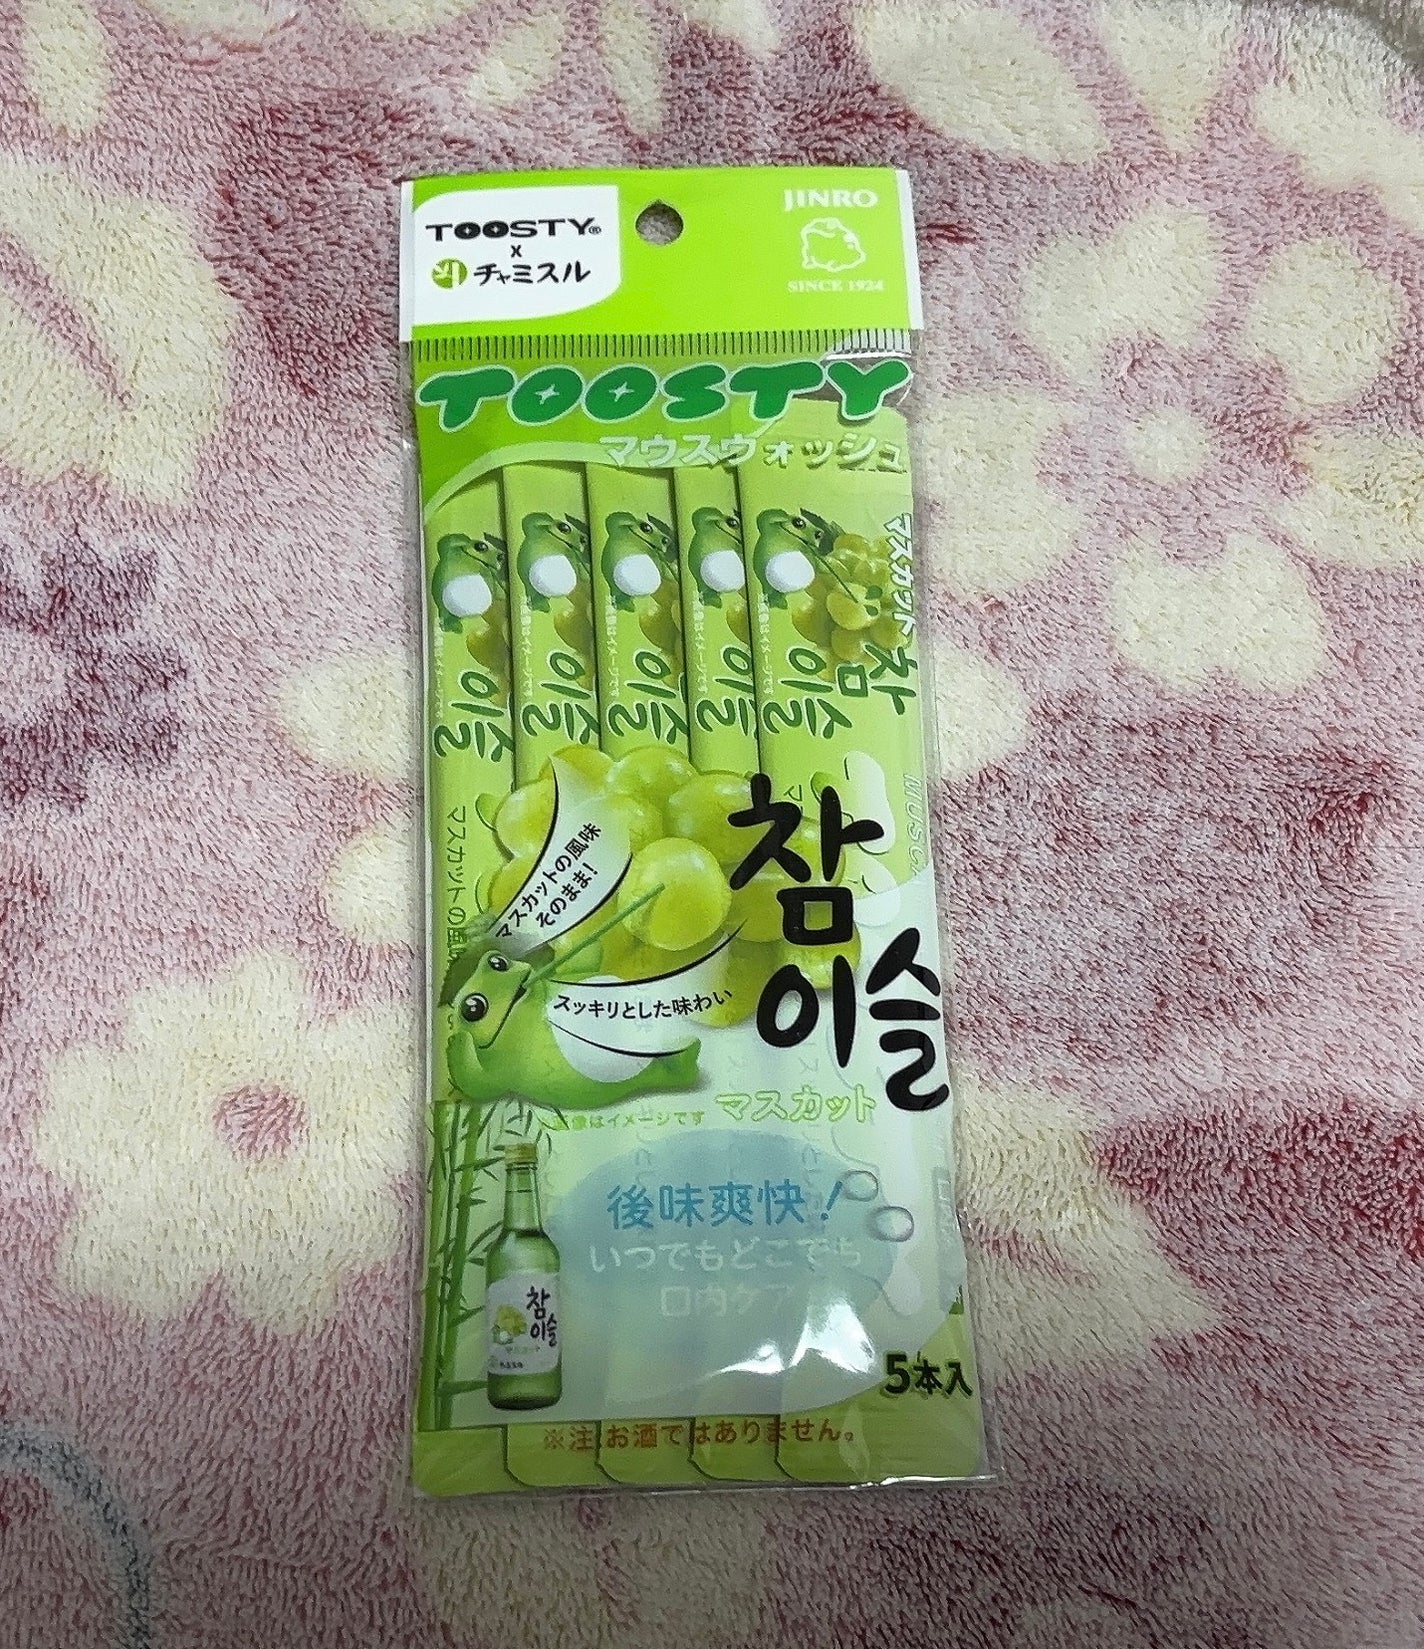 TOOSTY®
x
チャミスル
JINRO
SINCE 1924
TOOSTY
マウスウォッシュ
マスカット
참
이슬
이슬
이슬
이슬
이슬
マスカットの風味
そのまま!
スッキリとした味わい
참
이슬
マスカット
※画像はイメージです
後味爽快!
いつでもどこでも
口内ケア
참
이슬
5本入
※注.お酒ではありません。